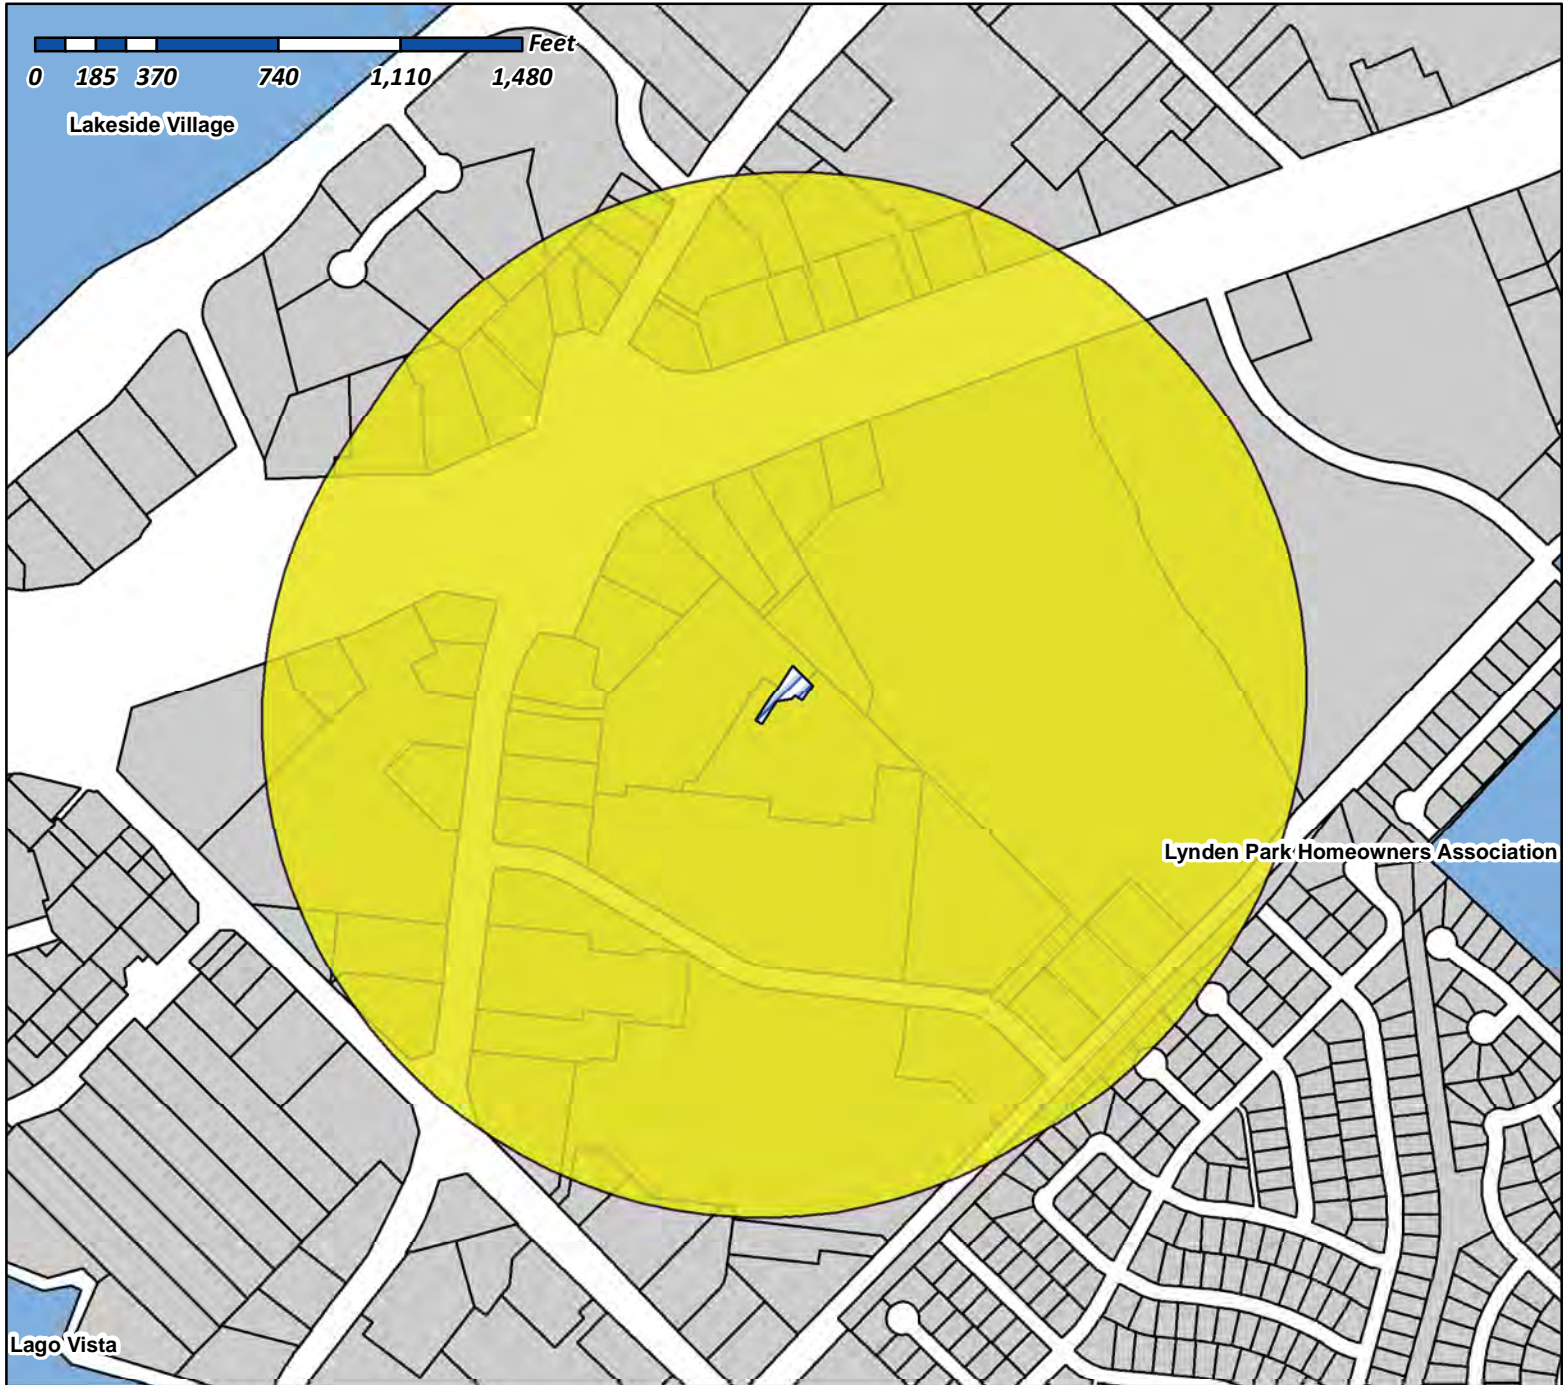 Feet
0 185 370 740 1,110 1,480
Lakeside Village
Lynden Park Homeowners Association
Lago Vista